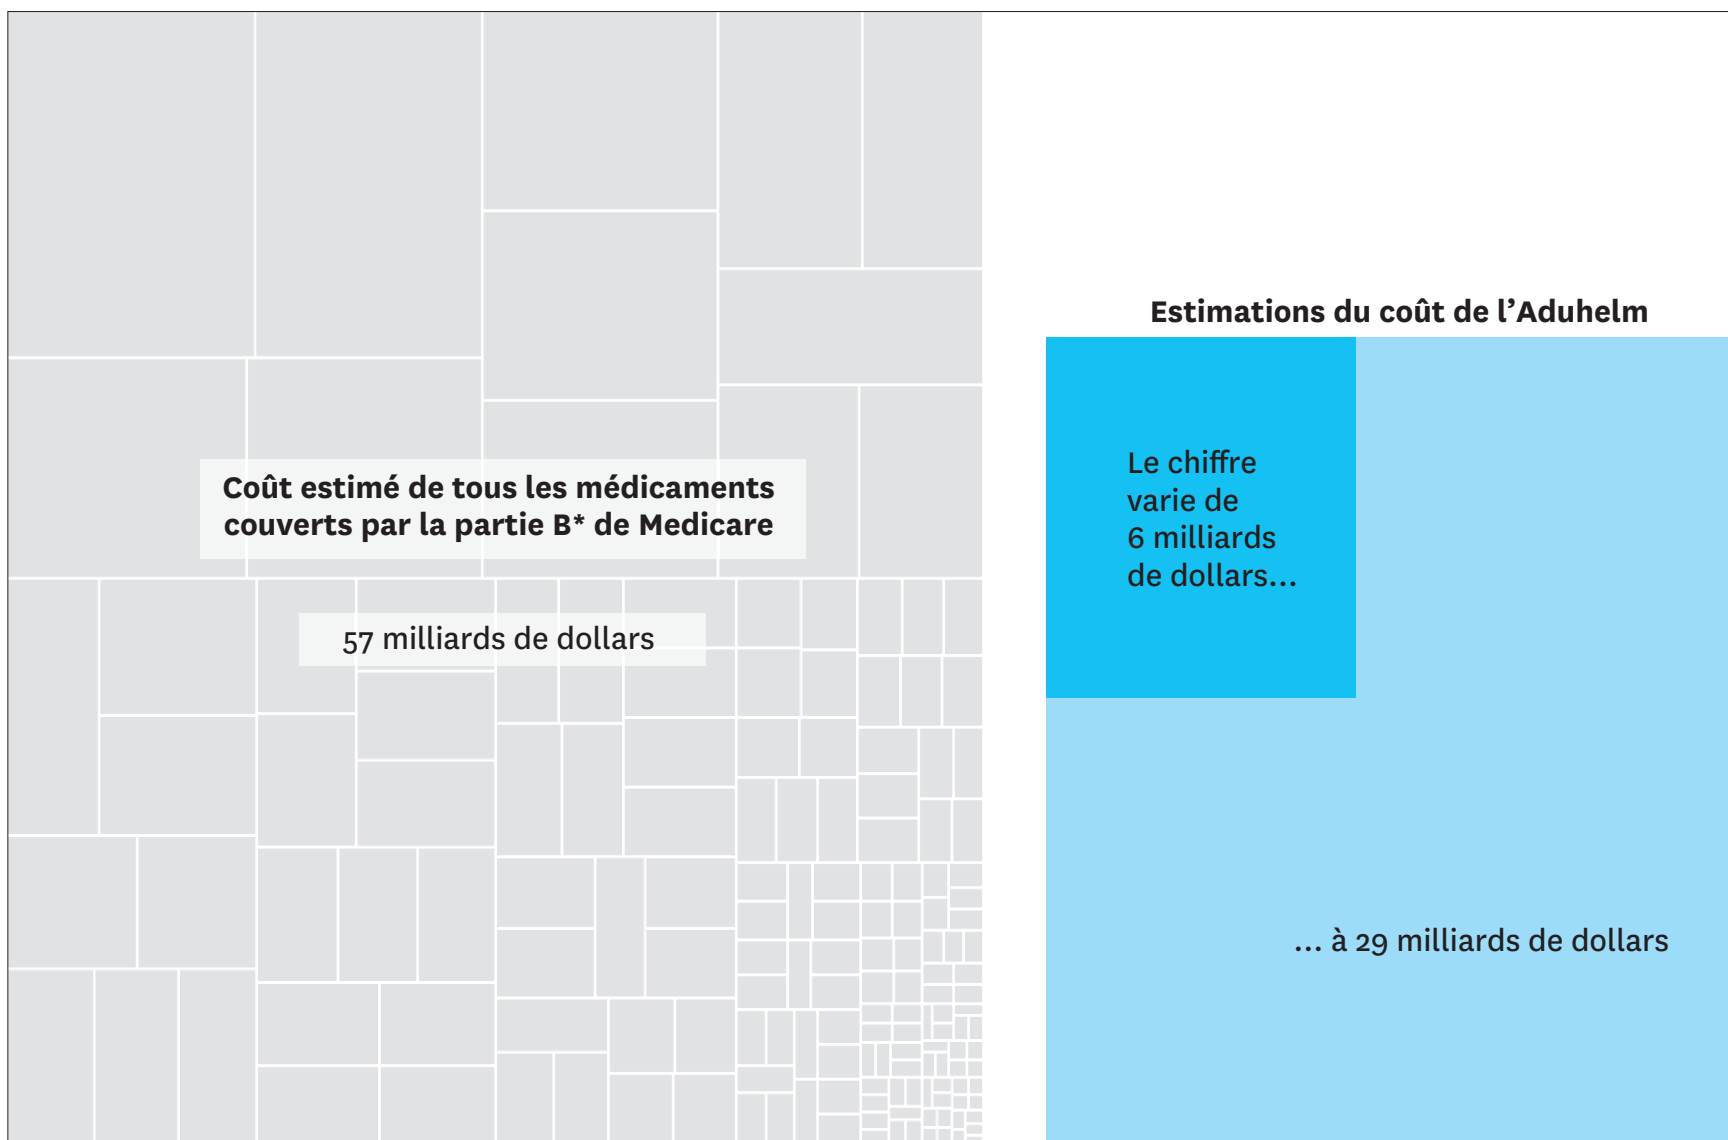 Coût estimé de tous les médicaments
couverts par la partie B* de Medicare
57 milliards de dollars
Estimations du coût de l’Aduhelm
Le chiffre
varie de
6 milliards
de dollars…
… à 29 milliards de dollars